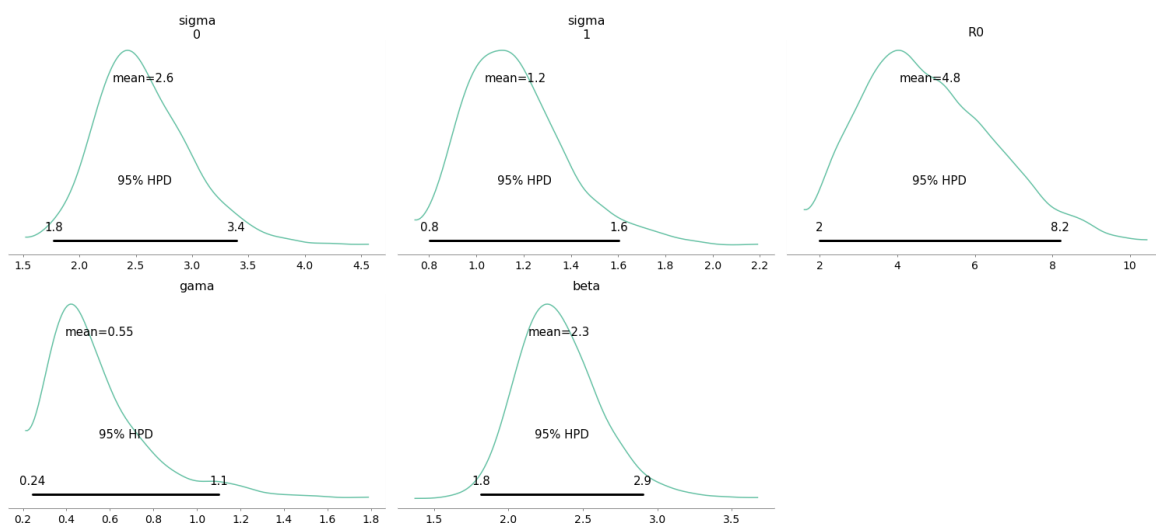 sigma
0
mean=2.6
95% HPD
1.8 3.4
1.5 2.0 2.5 3.0 3.5 4.0 4.5
sigma
1
mean=1.2
95% HPD
0.8 1.6
0.8 1.0 1.2 1.4 1.6 1.8 2.0 2.2
R0
mean=4.8
95% HPD
2 8.2
2 4 6 8 10
gama
mean=0.55
95% HPD
0.24 1.1
0.2 0.4 0.6 0.8 1.0 1.2 1.4 1.6 1.8
beta
mean=2.3
95% HPD
1.8 2.9
1.5 2.0 2.5 3.0 3.5